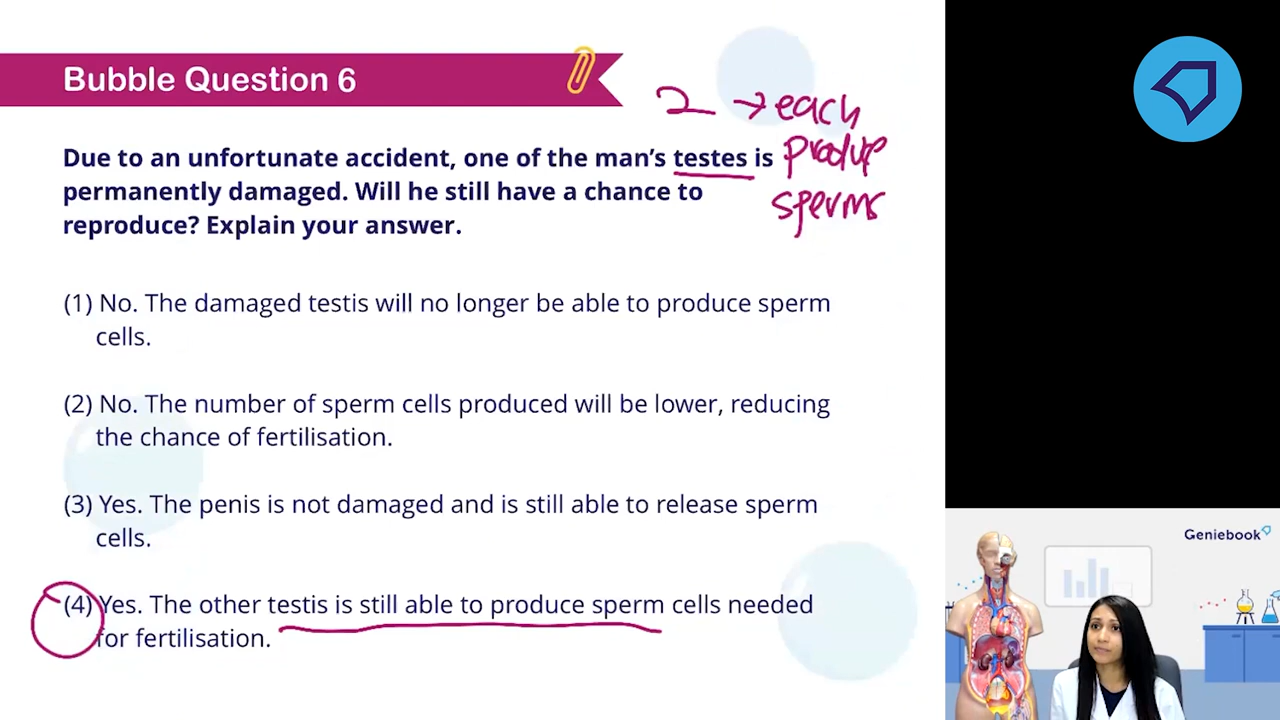 Bubble Question 6
2 → each
produce
sperms
Due to an unfortunate accident, one of the man's testes is
permanently damaged. Will he still have a chance to
reproduce? Explain your answer.
(1) No. The damaged testis will no longer be able to produce sperm
cells.
(2) No. The number of sperm cells produced will be lower, reducing
the chance of fertilisation.
(3) Yes. The penis is not damaged and is still able to release sperm
cells.
(4) Yes. The other testis is still able to produce sperm cells needed
for fertilisation.
Geniebook